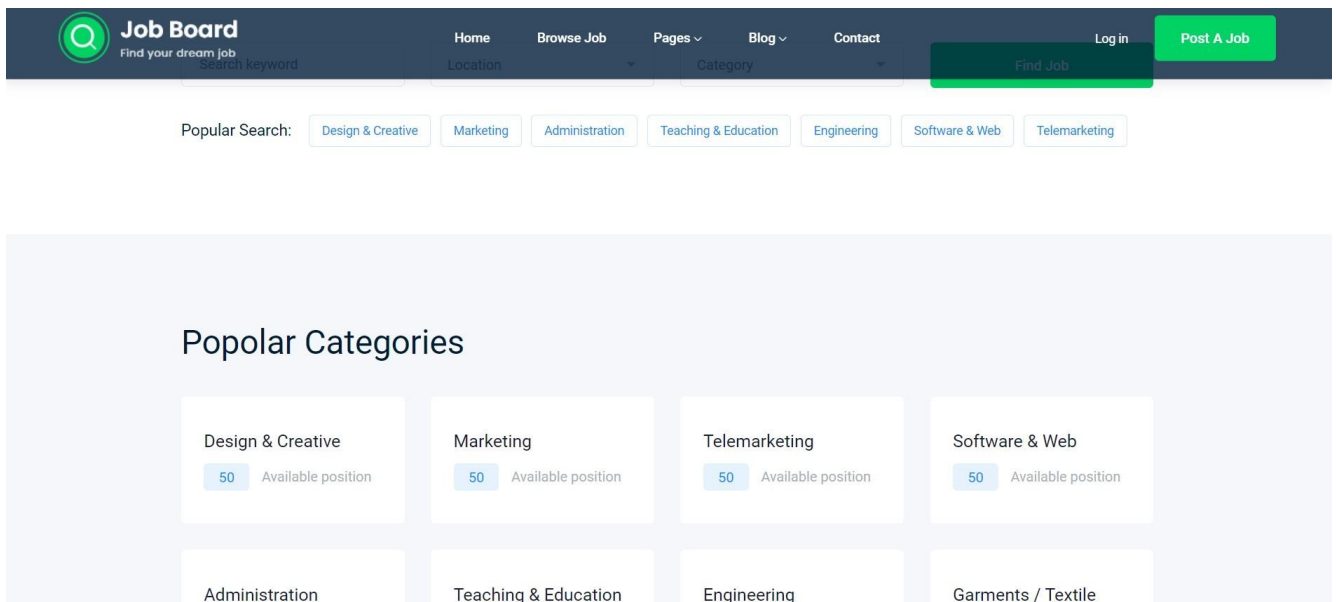 Job Board
Find your dream job
Home Browse Job Pages Blog Contact Log in Post A Job
Search keyword Location Category Find Job
Popular Search: Design & Creative Marketing Administration Teaching & Education Engineering Software & Web Telemarketing
Popolar Categories
Design & Creative Marketing Telemarketing Software & Web
50 Available position 50 Available position 50 Available position 50 Available position
Administration Teaching & Education Engineering Garments / Textile